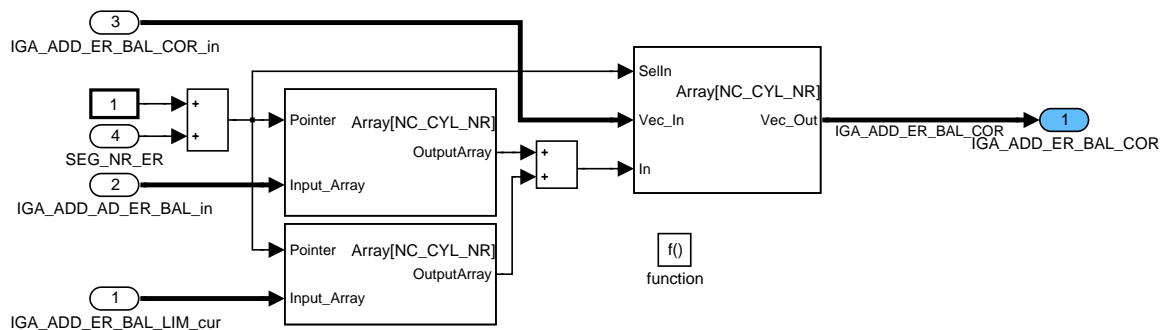 3
IGA_ADD_ER_BAL_COR_in
SelIn
Array[NC_CYL_NR]
1
+
+
4
SEG_NR_ER
Pointer
Array[NC_CYL_NR]
OutputArray
Vec_In
Vec_Out
IGA_ADD_ER_BAL_COR
1
IGA_ADD_ER_BAL_COR
+
+
In
2
IGA_ADD_AD_ER_BAL_in
Input_Array
Pointer
Array[NC_CYL_NR]
OutputArray
f()
function
1
IGA_ADD_ER_BAL_LIM_cur
Input_Array